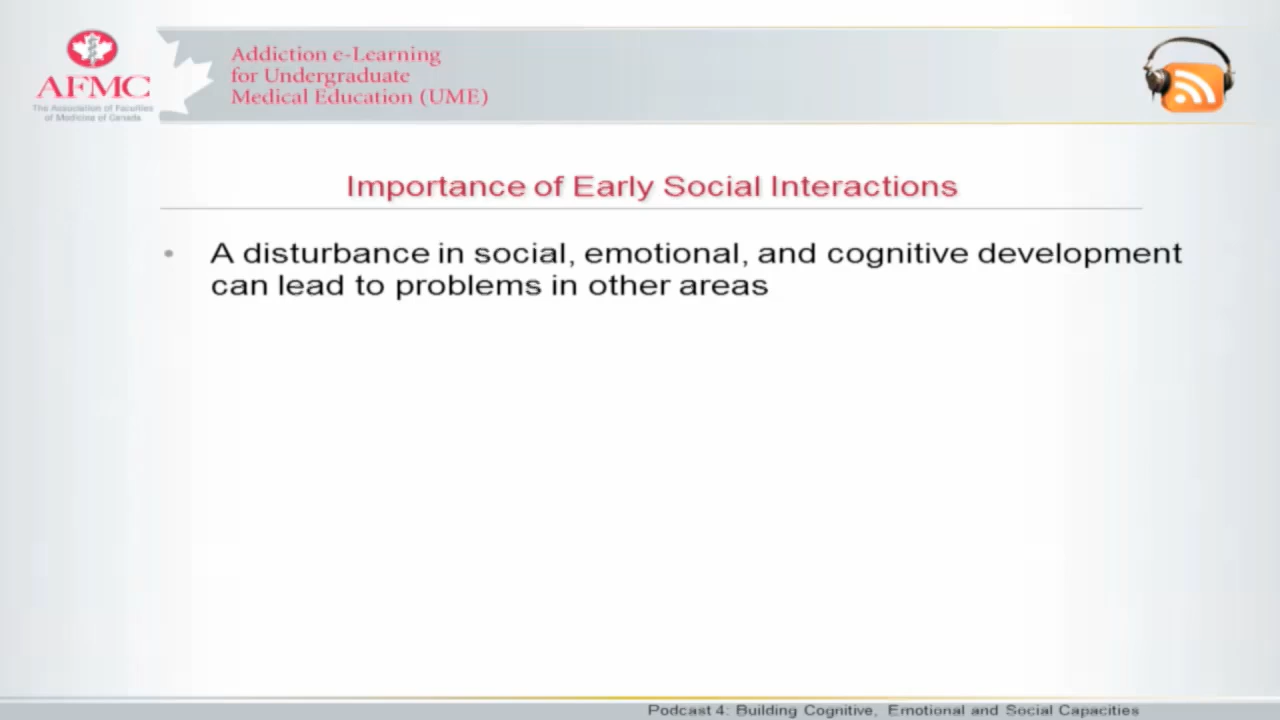 AFMC
The Association of Faculties
of Medicine of Canada
Addiction e-Learning
for Undergraduate
Medical Education (UME)
Importance of Early Social Interactions
• A disturbance in social, emotional, and cognitive development
can lead to problems in other areas
Podcast 4: Building Cognitive, Emotional and Social Capacities